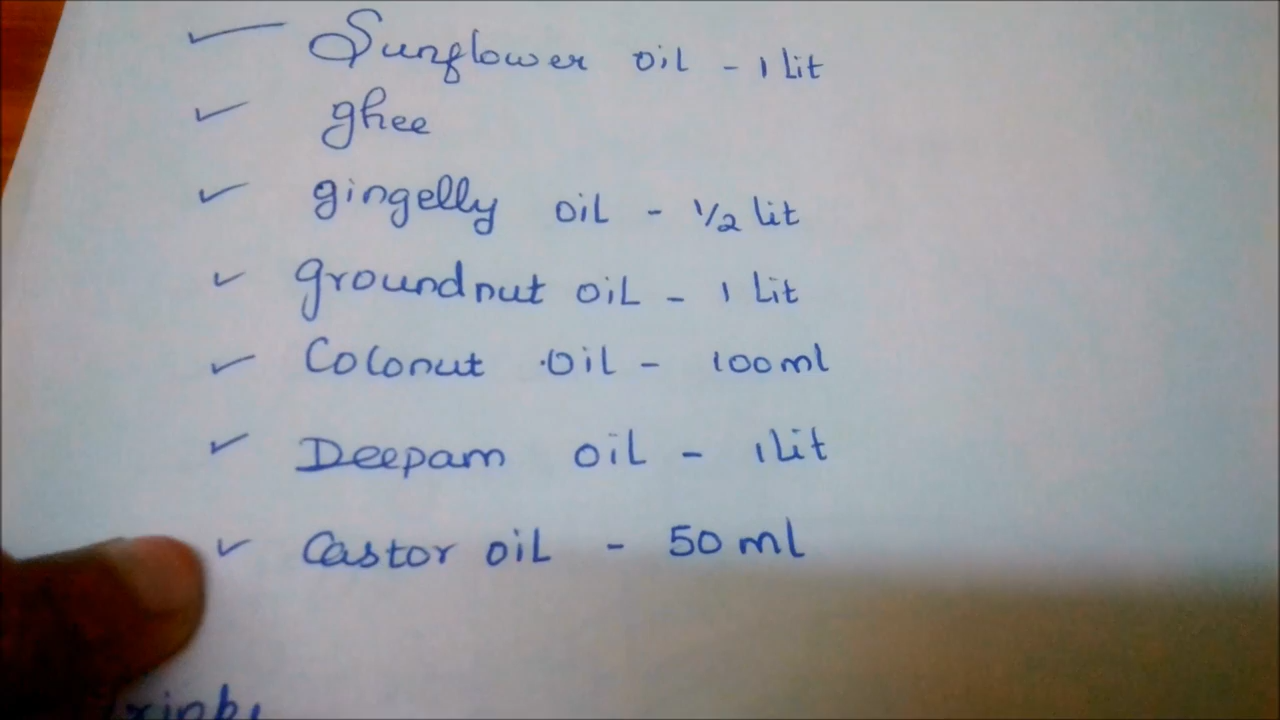 Sunflower oil - 1 lit
ghee
gingelly oil - 1/2 lit
groundnut oil - 1 lit
Colonut oil - 100ml
Deepam oil - 1lit
Castor oil - 50 ml